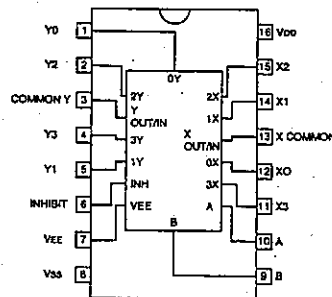 Y0 1 16 VDD
0Y
Y2 2 2Y 2X 15 X2
COMMON Y 3 Y OUT/IN 1X 14 X1
Y3 4 3Y X OUT/IN 13 X COMMON
Y1 5 1Y 0X 12 XO
INHIBIT 6 INH 3X 11 X3
VEE 7 VEE A 10 A
VSS 8 B 9 B